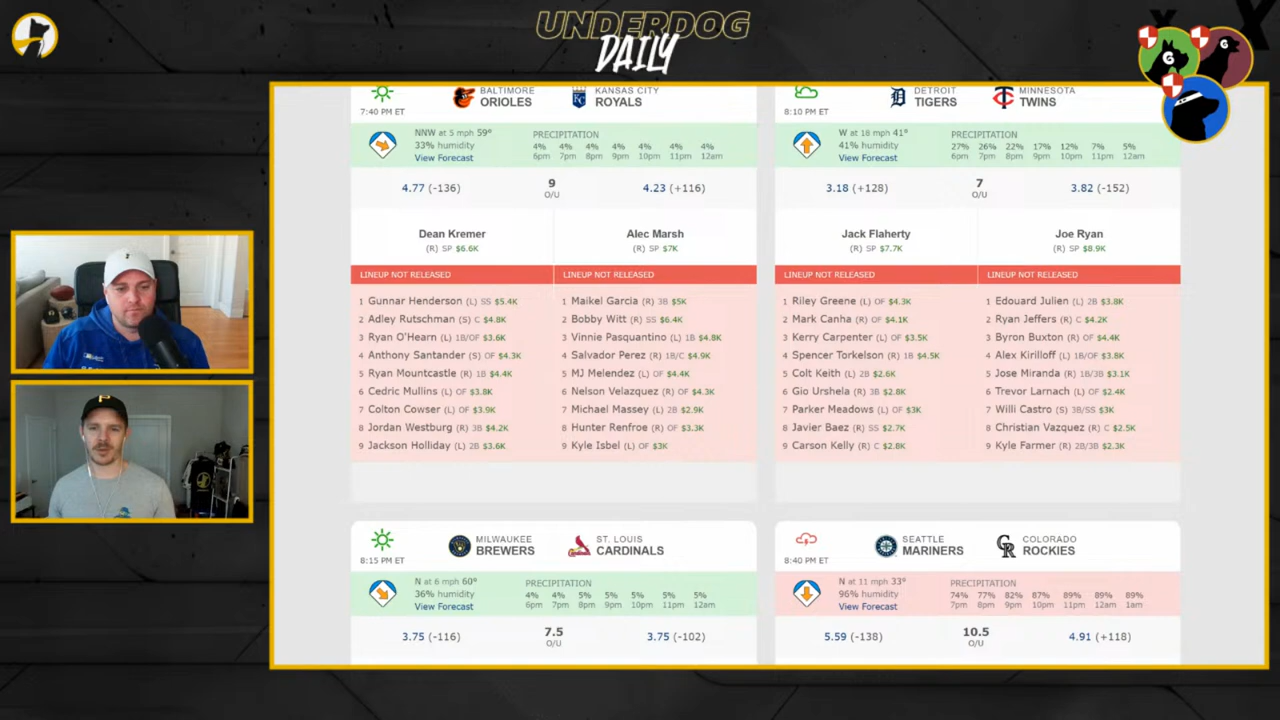 UNDERDOG
DAILY
7:40 PM ET
BALTIMORE
ORIOLES
KANSAS CITY
ROYALS
NNW at 5 mph 59°
33% humidity
View Forecast
PRECIPITATION
4% 4% 4% 4% 4% 4% 4%
6pm 7pm 8pm 9pm 10pm 11pm 12am
4.77 (-136)
9
O/U
4.23 (+116)
Dean Kremer
(R) SP $6.6K
Alec Marsh
(R) SP $7K
LINEUP NOT RELEASED
1 Gunnar Henderson (L) SS $5.4K
2 Adley Rutschman (S) C $4.8K
3 Ryan O'Hearn (L) 1B/OF $3.6K
4 Anthony Santander (S) OF $4.3K
5 Ryan Mountcastle (R) 1B $4.4K
6 Cedric Mullins (L) OF $3.8K
7 Colton Cowser (L) OF $3.9K
8 Jordan Westburg (R) 3B $4.2K
9 Jackson Holliday (L) 2B $3.6K
LINEUP NOT RELEASED
1 Maikel Garcia (R) 3B $5K
2 Bobby Witt (R) SS $6.4K
3 Vinnie Pasquantino (L) 1B $4.8K
4 Salvador Perez (R) 1B/C $4.9K
5 MJ Melendez (L) OF $4.4K
6 Nelson Velazquez (R) OF $4.3K
7 Michael Massey (L) 2B $2.9K
8 Hunter Renfroe (R) OF $3.3K
9 Kyle Isbel (L) OF $3K
8:10 PM ET
DETROIT
TIGERS
MINNESOTA
TWINS
W at 18 mph 41°
41% humidity
View Forecast
PRECIPITATION
27% 26% 22% 17% 12% 7% 5%
6pm 7pm 8pm 9pm 10pm 11pm 12am
3.18 (+128)
7
O/U
3.82 (-152)
Jack Flaherty
(R) SP $7.7K
Joe Ryan
(R) SP $8.9K
LINEUP NOT RELEASED
1 Riley Greene (L) OF $4.3K
2 Mark Canha (R) OF $4.1K
3 Kerry Carpenter (L) OF $3.5K
4 Spencer Torkelson (R) 1B $4.5K
5 Colt Keith (L) 2B $2.6K
6 Gio Urshela (R) 3B $2.8K
7 Parker Meadows (L) OF $3K
8 Javier Baez (R) SS $2.7K
9 Carson Kelly (R) C $2.8K
LINEUP NOT RELEASED
1 Edouard Julien (L) 2B $3.8K
2 Ryan Jeffers (R) C $4.2K
3 Byron Buxton (R) OF $4.4K
4 Alex Kirilloff (L) 1B/OF $3.8K
5 Jose Miranda (R) 1B/3B $3.1K
6 Trevor Larnach (L) OF $2.4K
7 Willi Castro (S) 3B/SS $3K
8 Christian Vazquez (R) C $2.5K
9 Kyle Farmer (R) 2B/3B $2.3K
8:15 PM ET
MILWAUKEE
BREWERS
ST. LOUIS
CARDINALS
N at 6 mph 60°
36% humidity
View Forecast
PRECIPITATION
4% 4% 5% 5% 5% 5% 5%
6pm 7pm 8pm 9pm 10pm 11pm 12am
3.75 (-116)
7.5
O/U
3.75 (-102)
8:40 PM ET
SEATTLE
MARINERS
COLORADO
ROCKIES
N at 11 mph 33°
96% humidity
View Forecast
PRECIPITATION
74% 77% 82% 87% 89% 89% 89%
7pm 8pm 9pm 10pm 11pm 12am 1am
5.59 (-138)
10.5
O/U
4.91 (+118)